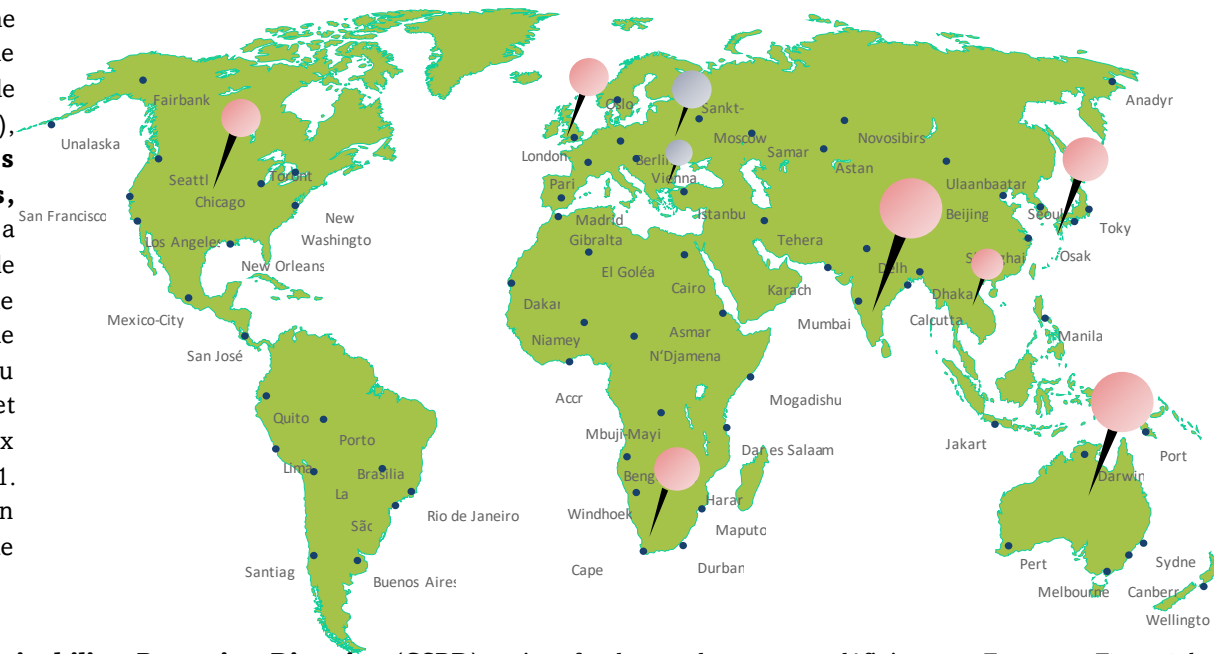 s
s,
a
u
et
x
1.
n
Fairbank
Unalaska
Seattl
Toront
Chicago
San Francisco
New
Washingto
Los Angeles
New Orleans
Mexico-City
San José
Quito
Porto
Lima
Brasilia
La
São
Rio de Janeiro
Santiag
Buenos Aires
Oslo
Sankt-
London
Berlin
Moscow
Samar
Novosibirs
Anadyr
Pari
Vienna
Astan
Ulaanbaatar
Madrid
Istanbu
Beijing
Seoul
Toky
Gibralta
Tehera
Osak
El Goléa
Cairo
Karach
Delh
Shanghai
Dakar
Dhaka
Niamey
Asmar
Mumbai
Calcutta
Manila
N'Djamena
Accr
Mogadishu
Mbuji-Mayi
Dar es Salaam
Jakart
Port
Beng
Darwin
Harar
Windhoek
Maputo
Cape
Durban
Pert
Sydne
Melbourne
Canberr
Wellingto